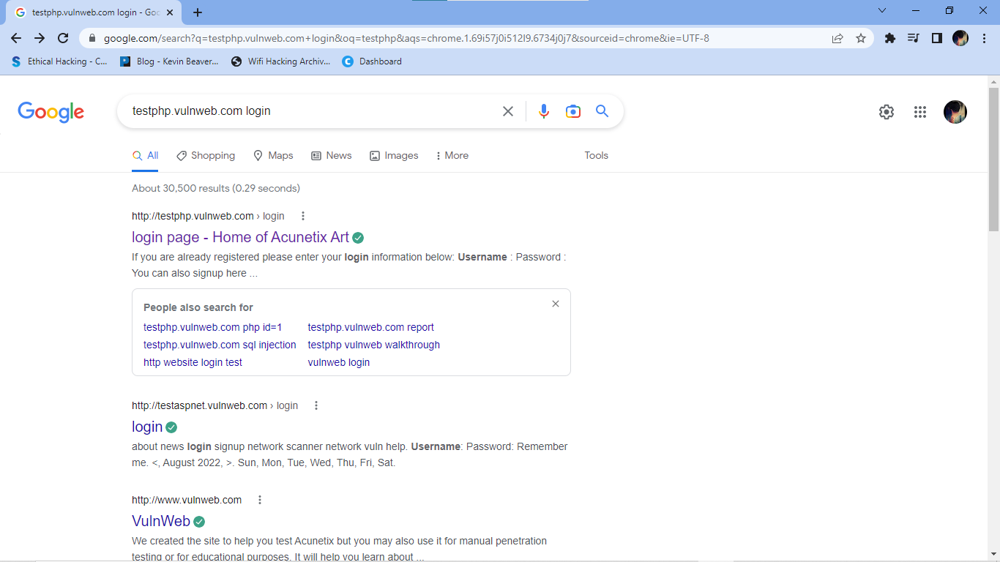 testphp.vulnweb.com login - Goo
google.com/search?q=testphp.vulnweb.com+login&oq=testphp&aqs=chrome.1.69i57j0i512l9.6734j0j7&sourceid=chrome&ie=UTF-8
Ethical Hacking - C... Blog - Kevin Beaver... Wifi Hacking Archiv... Dashboard
Google testphp.vulnweb.com login
All Shopping Maps News Images More Tools
About 30,500 results (0.29 seconds)
http://testphp.vulnweb.com › login
login page - Home of Acunetix Art
If you are already registered please enter your login information below: Username : Password :
You can also signup here ...
People also search for
testphp.vulnweb.com php id=1 testphp.vulnweb.com report
testphp.vulnweb.com sql injection testphp vulnweb walkthrough
http website login test vulnweb login
http://testaspnet.vulnweb.com › login
login
about news login signup network scanner network vuln help. Username: Password: Remember
me. <, August 2022, >. Sun, Mon, Tue, Wed, Thu, Fri, Sat.
http://www.vulnweb.com
VulnWeb
We created the site to help you test Acunetix but you may also use it for manual penetration
testing or for educational purposes. It will help you learn about ...